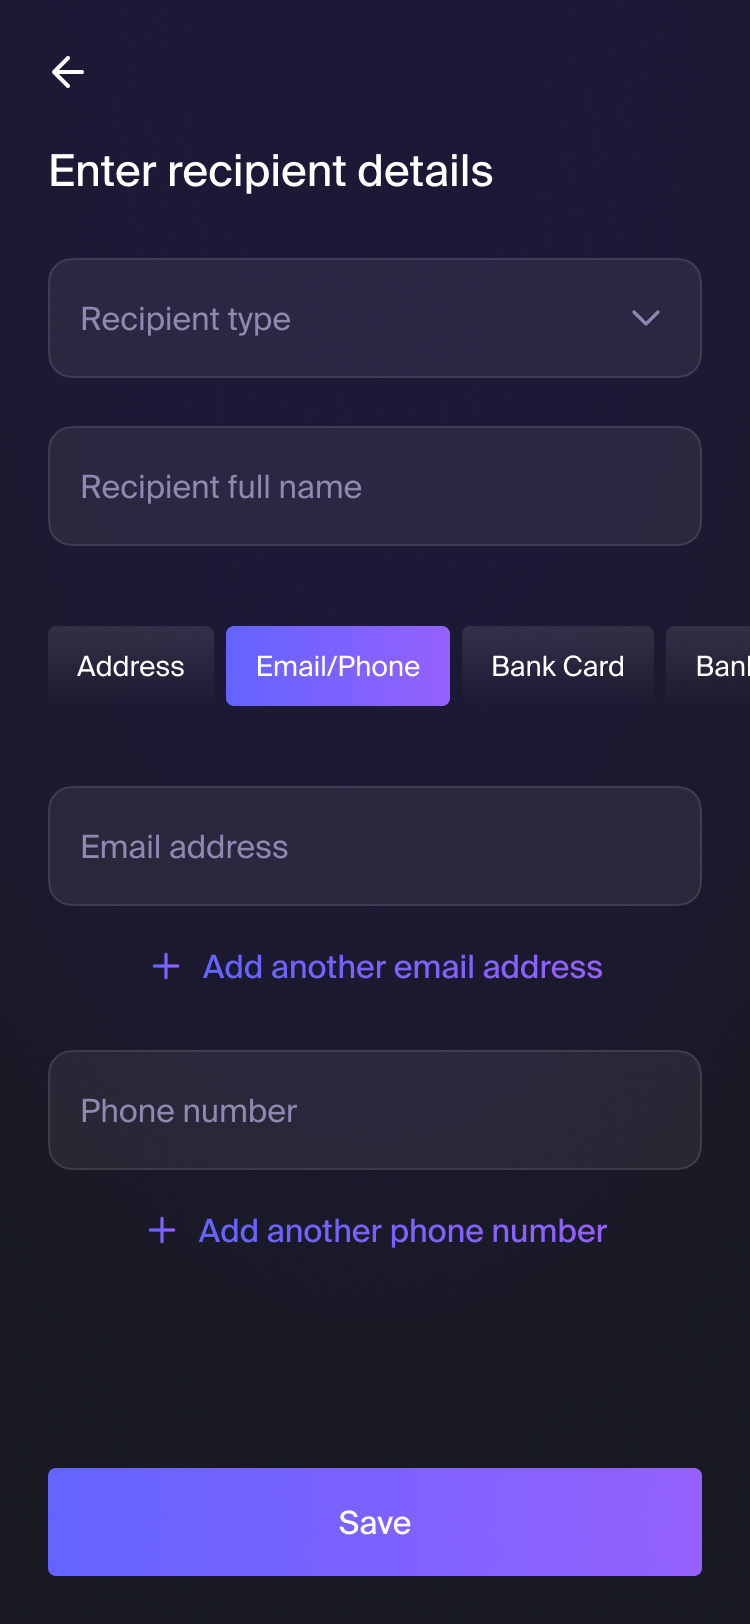 Enter recipient details
Recipient type
Recipient full name
Address Email/Phone Bank Card Ban
Email address
+ Add another email address
Phone number
+ Add another phone number
Save